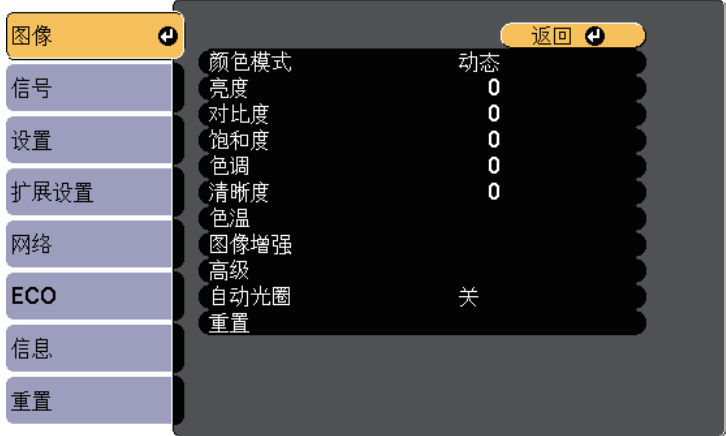 图像
信号
设置
扩展设置
网络
ECO
信息
重置
返回
颜色模式 动态
亮度 0
对比度 0
饱和度 0
色调 0
清晰度 0
色温
图像增强
高级
自动光圈 关
重置